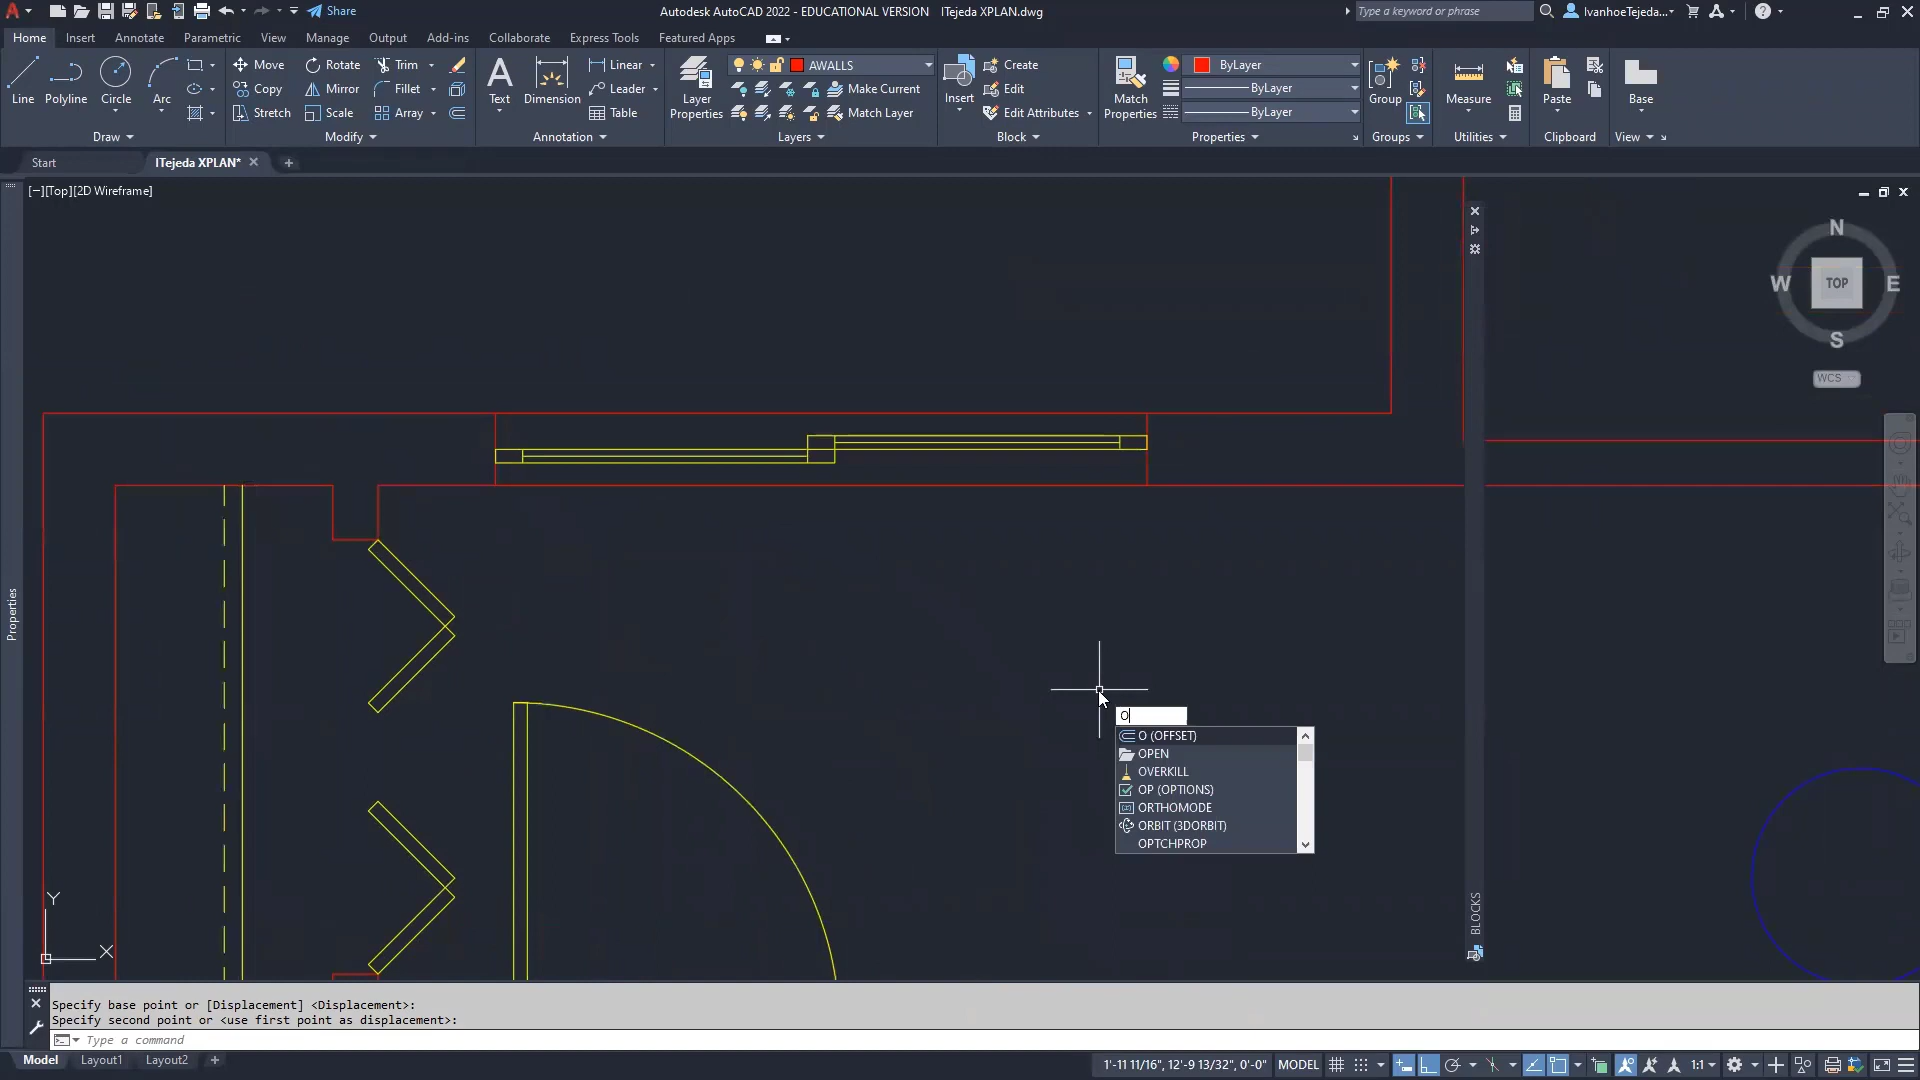 Share
Autodesk AutoCAD 2022 - EDUCATIONAL VERSION ITejeda XPLAN.dwg
Type a keyword or phrase
IvanhoeTejeda...
Home Insert Annotate Parametric View Manage Output Add-ins Collaborate Express Tools Featured Apps
Move Rotate Trim Linear AWALLS Create ByLayer
Copy Mirror Fillet Leader Make Current Edit ByLayer
Stretch Scale Array Table Match Layer Edit Attributes ByLayer
Line Polyline Circle Arc
Text Dimension
Layer
Properties
Insert
Match
Properties
Group Measure Paste Base
Draw Modify Annotation Layers Block Properties Groups Utilities Clipboard View
Start ITejeda XPLAN*
[−][Top][2D Wireframe]
N
W TOP E
S
WCS
Properties
O
O (OFFSET)
OPEN
OVERKILL
OP (OPTIONS)
ORTHOMODE
ORBIT (3DORBIT)
OPTCHPROP
BLOCKS
Y
X
Specify base point or [Displacement] <Displacement>:
Specify second point or <use first point as displacement>:
Type a command
Model Layout1 Layout2
1'-11 11/16", 12'-9 13/32", 0'-0" MODEL 1:1